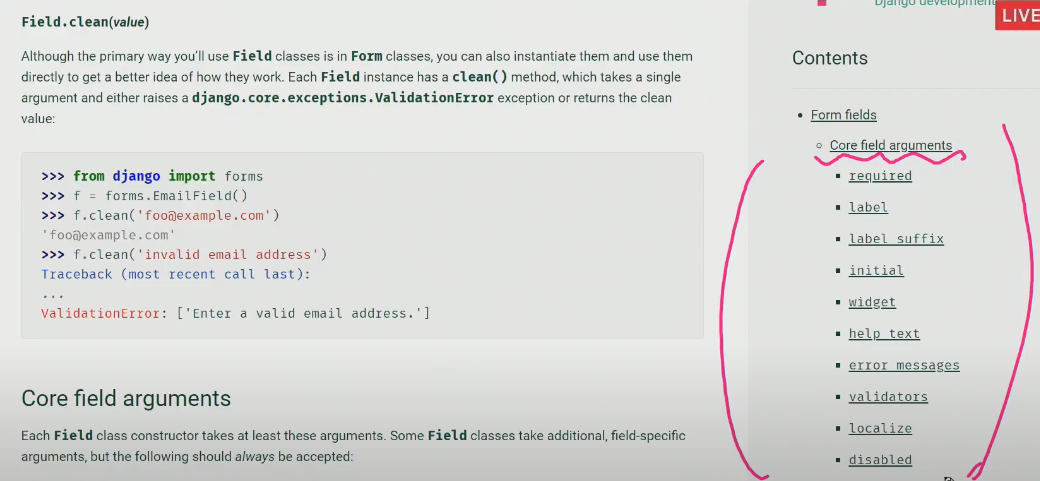 Field.clean(value)
Although the primary way you'll use Field classes is in Form classes, you can also instantiate them and use them
directly to get a better idea of how they work. Each Field instance has a clean() method, which takes a single
argument and either raises a django.core.exceptions.ValidationError exception or returns the clean
value:
>>> from django import forms
>>> f = forms.EmailField()
>>> f.clean('foo@example.com')
'foo@example.com'
>>> f.clean('invalid email address')
Traceback (most recent call last):
...
ValidationError: ['Enter a valid email address.']
Core field arguments
Each Field class constructor takes at least these arguments. Some Field classes take additional, field-specific
arguments, but the following should always be accepted:
Django development
LIVE
Contents
Form fields
Core field arguments
required
label
label_suffix
initial
widget
help_text
error_messages
validators
localize
disabled